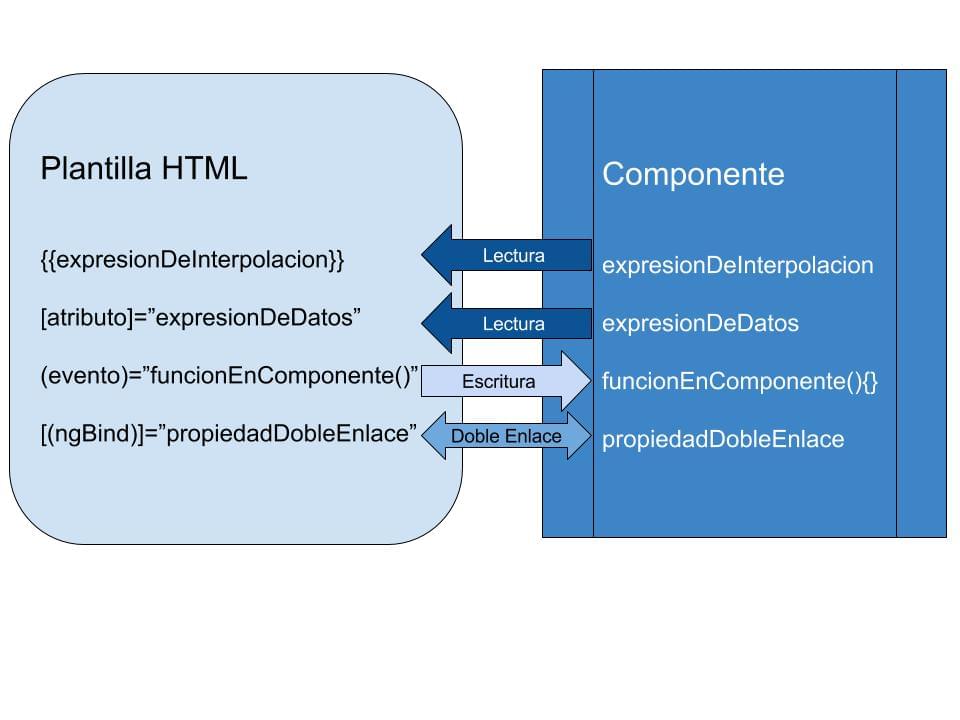 Plantilla HTML
{{expresionDeInterpolacion}}
[atributo]=”expresionDeDatos”
(evento)=”funcionEnComponente()”
[(ngBind)]=”propiedadDobleEnlace”
Lectura
Lectura
Escritura
Doble Enlace
Componente
expresionDeInterpolacion
expresionDeDatos
funcionEnComponente(){}
propiedadDobleEnlace